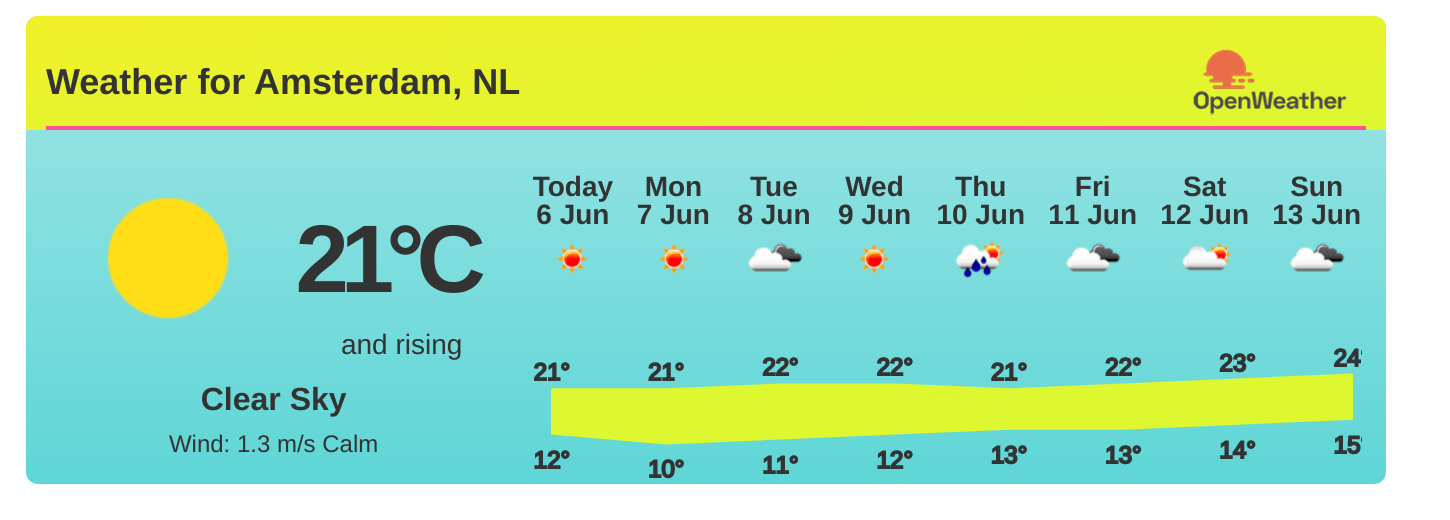 Weather for Amsterdam, NL
OpenWeather
21°C
and rising
Clear Sky
Wind: 1.3 m/s Calm
Today Mon Tue Wed Thu Fri Sat Sun
6 Jun 7 Jun 8 Jun 9 Jun 10 Jun 11 Jun 12 Jun 13 Jun
21° 21° 22° 22° 21° 22° 23° 24°
12° 10° 11° 12° 13° 13° 14° 15°